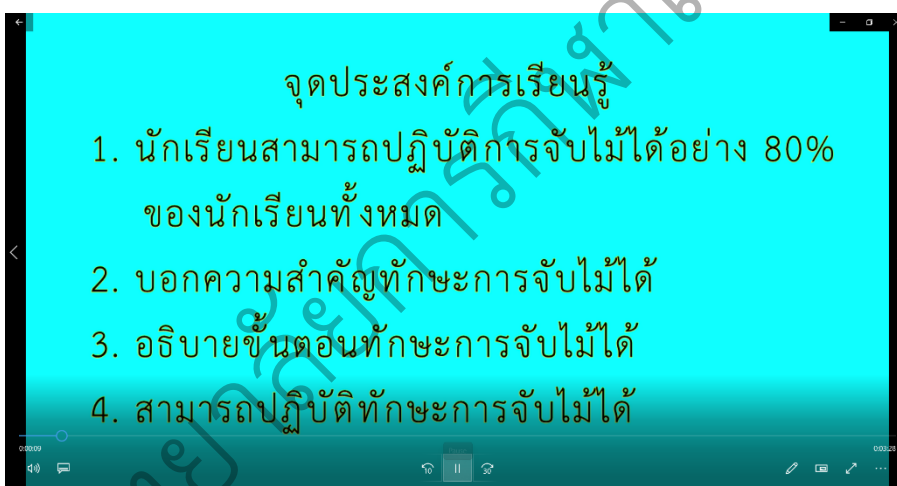 จุดประสงค์การเรียนรู้
1. นักเรียนสามารถปฏิบัติการจับไม้ได้อย่าง 80%
ของนักเรียนทั้งหมด
2. บอกความสำคัญทักษะการจับไม้ได้
3. อธิบายขั้นตอนทักษะการจับไม้ได้
4. สามารถปฏิบัติทักษะการจับไม้ได้
0:00:09
0:03:28
10
30